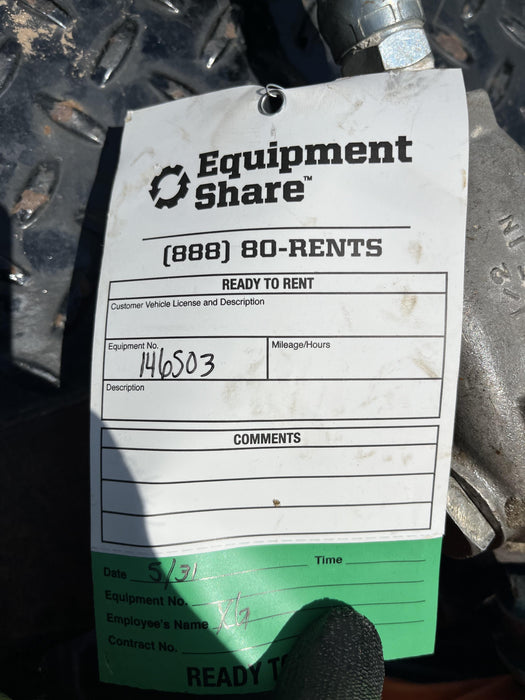 Equipment
Share™
(888) 80-RENTS
READY TO RENT
Customer Vehicle License and Description
Equipment No. Mileage/Hours
146503
Description
COMMENTS
Date 5/31 Time
Equipment No.
Employee's Name
Contract No.
READY